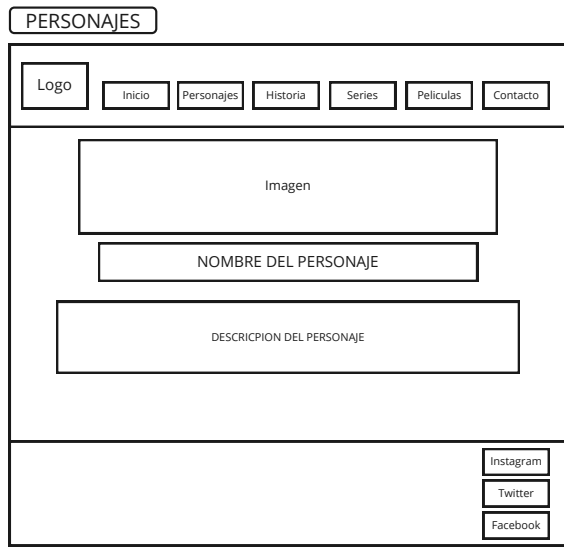 PERSONAJES
Logo
Inicio
Personajes
Historia
Series
Peliculas
Contacto
Imagen
NOMBRE DEL PERSONAJE
DESCRICPION DEL PERSONAJE
Instagram
Twitter
Facebook